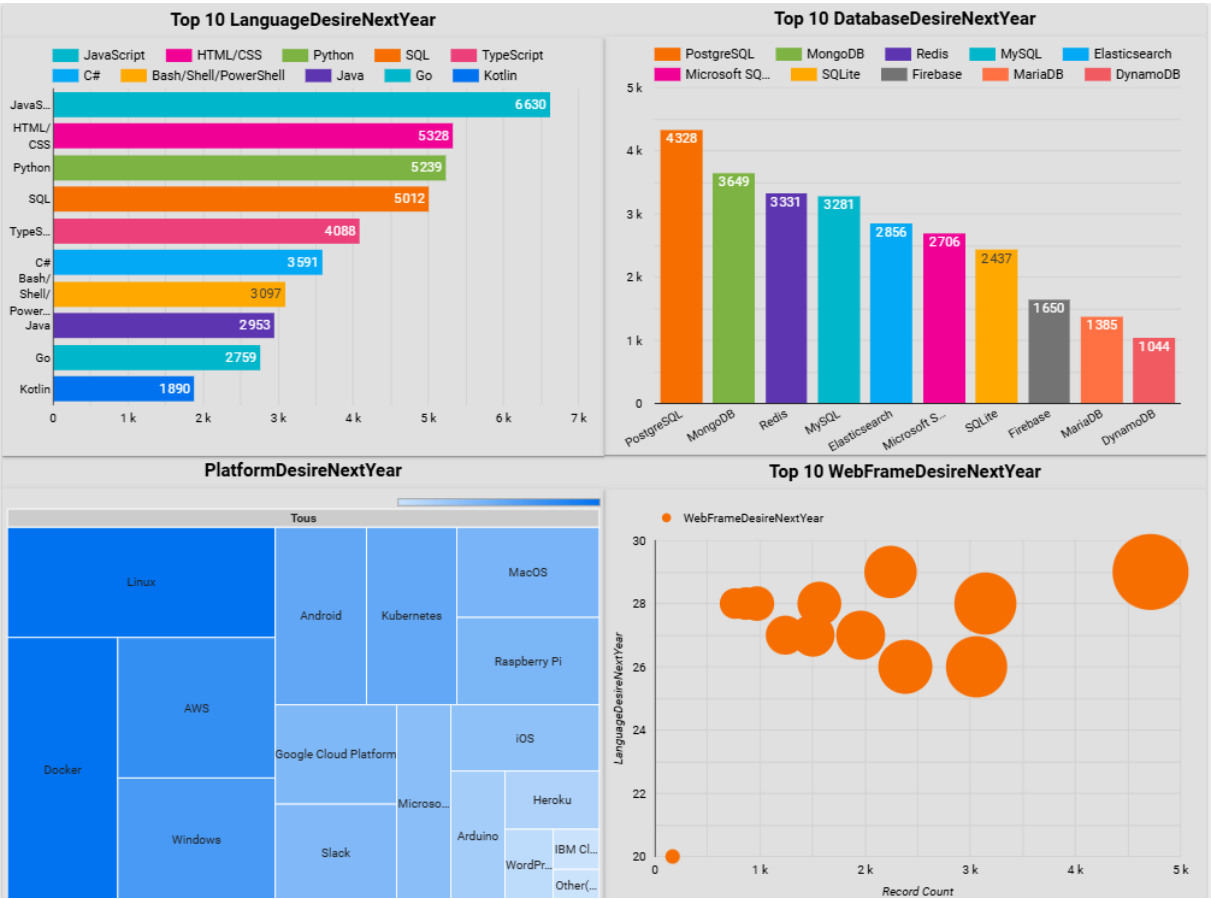 Top 10 LanguageDesireNextYear
JavaScript HTML/CSS Python SQL TypeScript
C# Bash/Shell/PowerShell Java Go Kotlin
JavaS... 6630
HTML/
CSS 5328
Python 5239
SQL 5012
TypeS... 4088
C# 3591
Bash/
Shell/
Power... 3097
Java 2953
Go 2759
Kotlin 1890
0 1 k 2 k 3 k 4 k 5 k 6 k 7 k
Top 10 DatabaseDesireNextYear
PostgreSQL MongoDB Redis MySQL Elasticsearch
Microsoft SQ... SQLite Firebase MariaDB DynamoDB
5 k
4 k
3 k
2 k
1 k
0
4328 3649 3331 3281 2856 2706 2437 1650 1385 1044
PostgreSQL MongoDB Redis MySQL Elasticsearch Microsoft S... SQLite Firebase MariaDB DynamoDB
PlatformDesireNextYear
Tous
Linux
Android
Kubernetes
MacOS
Raspberry Pi
Docker
AWS
Windows
Google Cloud Platform
Slack
Microso...
iOS
Arduino
Heroku
WordPr...
IBM Cl...
Other(...
Top 10 WebFrameDesireNextYear
WebFrameDesireNextYear
30
28
26
24
22
20
LanguageDesireNextYear
0 1 k 2 k 3 k 4 k 5 k
Record Count